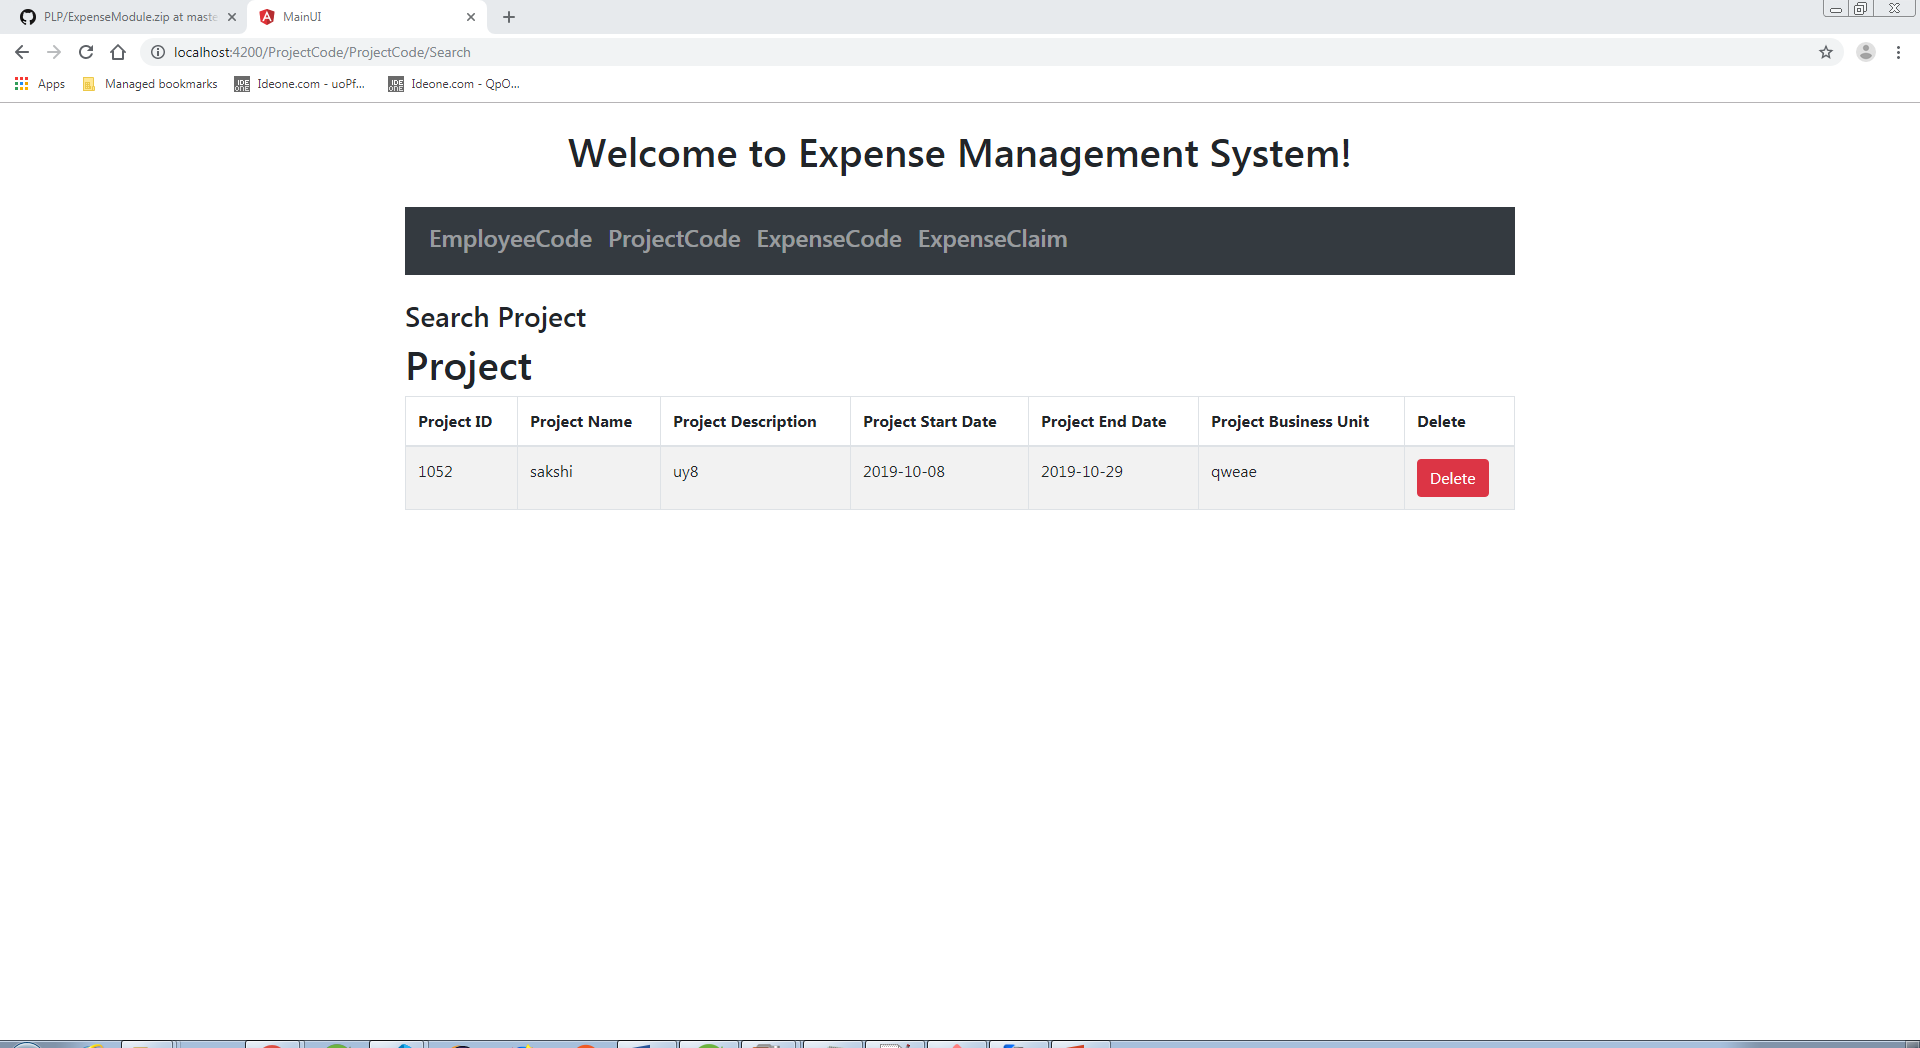 PLP/ExpenseModule.zip at maste
MainUI
localhost:4200/ProjectCode/ProjectCode/Search
Apps Managed bookmarks Ideone.com - uoPf... Ideone.com - QpO...
Welcome to Expense Management System!
EmployeeCode ProjectCode ExpenseCode ExpenseClaim
Search Project
Project
Project ID Project Name Project Description Project Start Date Project End Date Project Business Unit Delete
1052 sakshi uy8 2019-10-08 2019-10-29 qweae Delete